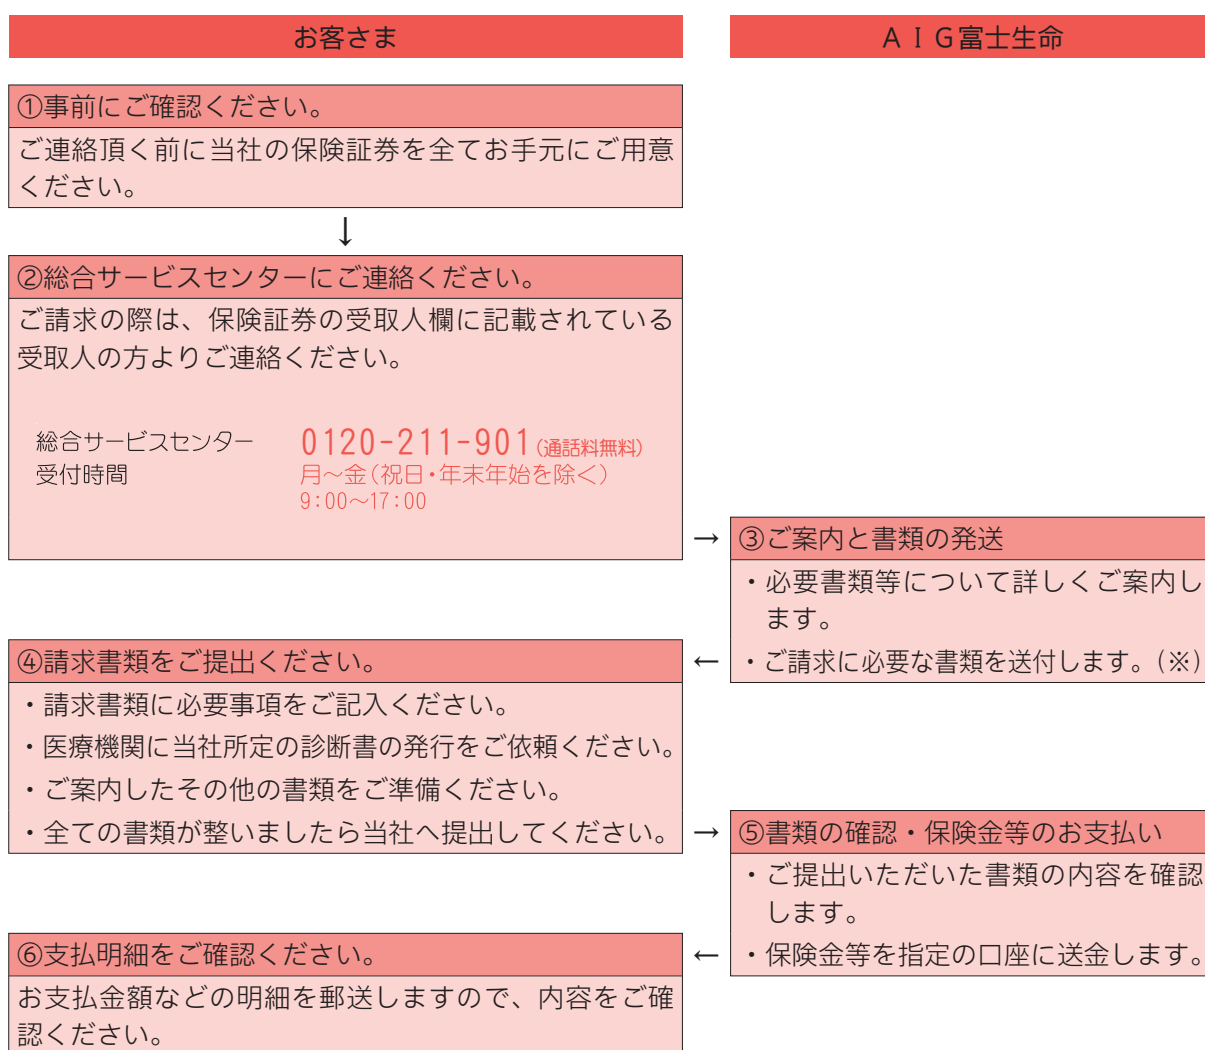 お客さま
ＡＩＧ富士生命
①事前にご確認ください。
ご連絡頂く前に当社の保険証券を全てお手元にご用意
ください。
↓
②総合サービスセンターにご連絡ください。
ご請求の際は、保険証券の受取人欄に記載されている
受取人の方よりご連絡ください。
総合サービスセンター 0120-211-901(通話料無料)
受付時間 月～金(祝日・年末年始を除く)
9:00～17:00
→
③ご案内と書類の発送
・必要書類等について詳しくご案内し
ます。
・ご請求に必要な書類を送付します。(※)
←
④請求書類をご提出ください。
・請求書類に必要事項をご記入ください。
・医療機関に当社所定の診断書の発行をご依頼ください。
・ご案内したその他の書類をご準備ください。
・全ての書類が整いましたら当社へ提出してください。
→
⑤書類の確認・保険金等のお支払い
・ご提出いただいた書類の内容を確認
します。
・保険金等を指定の口座に送金します。
←
⑥支払明細をご確認ください。
お支払金額などの明細を郵送しますので、内容をご確
認ください。